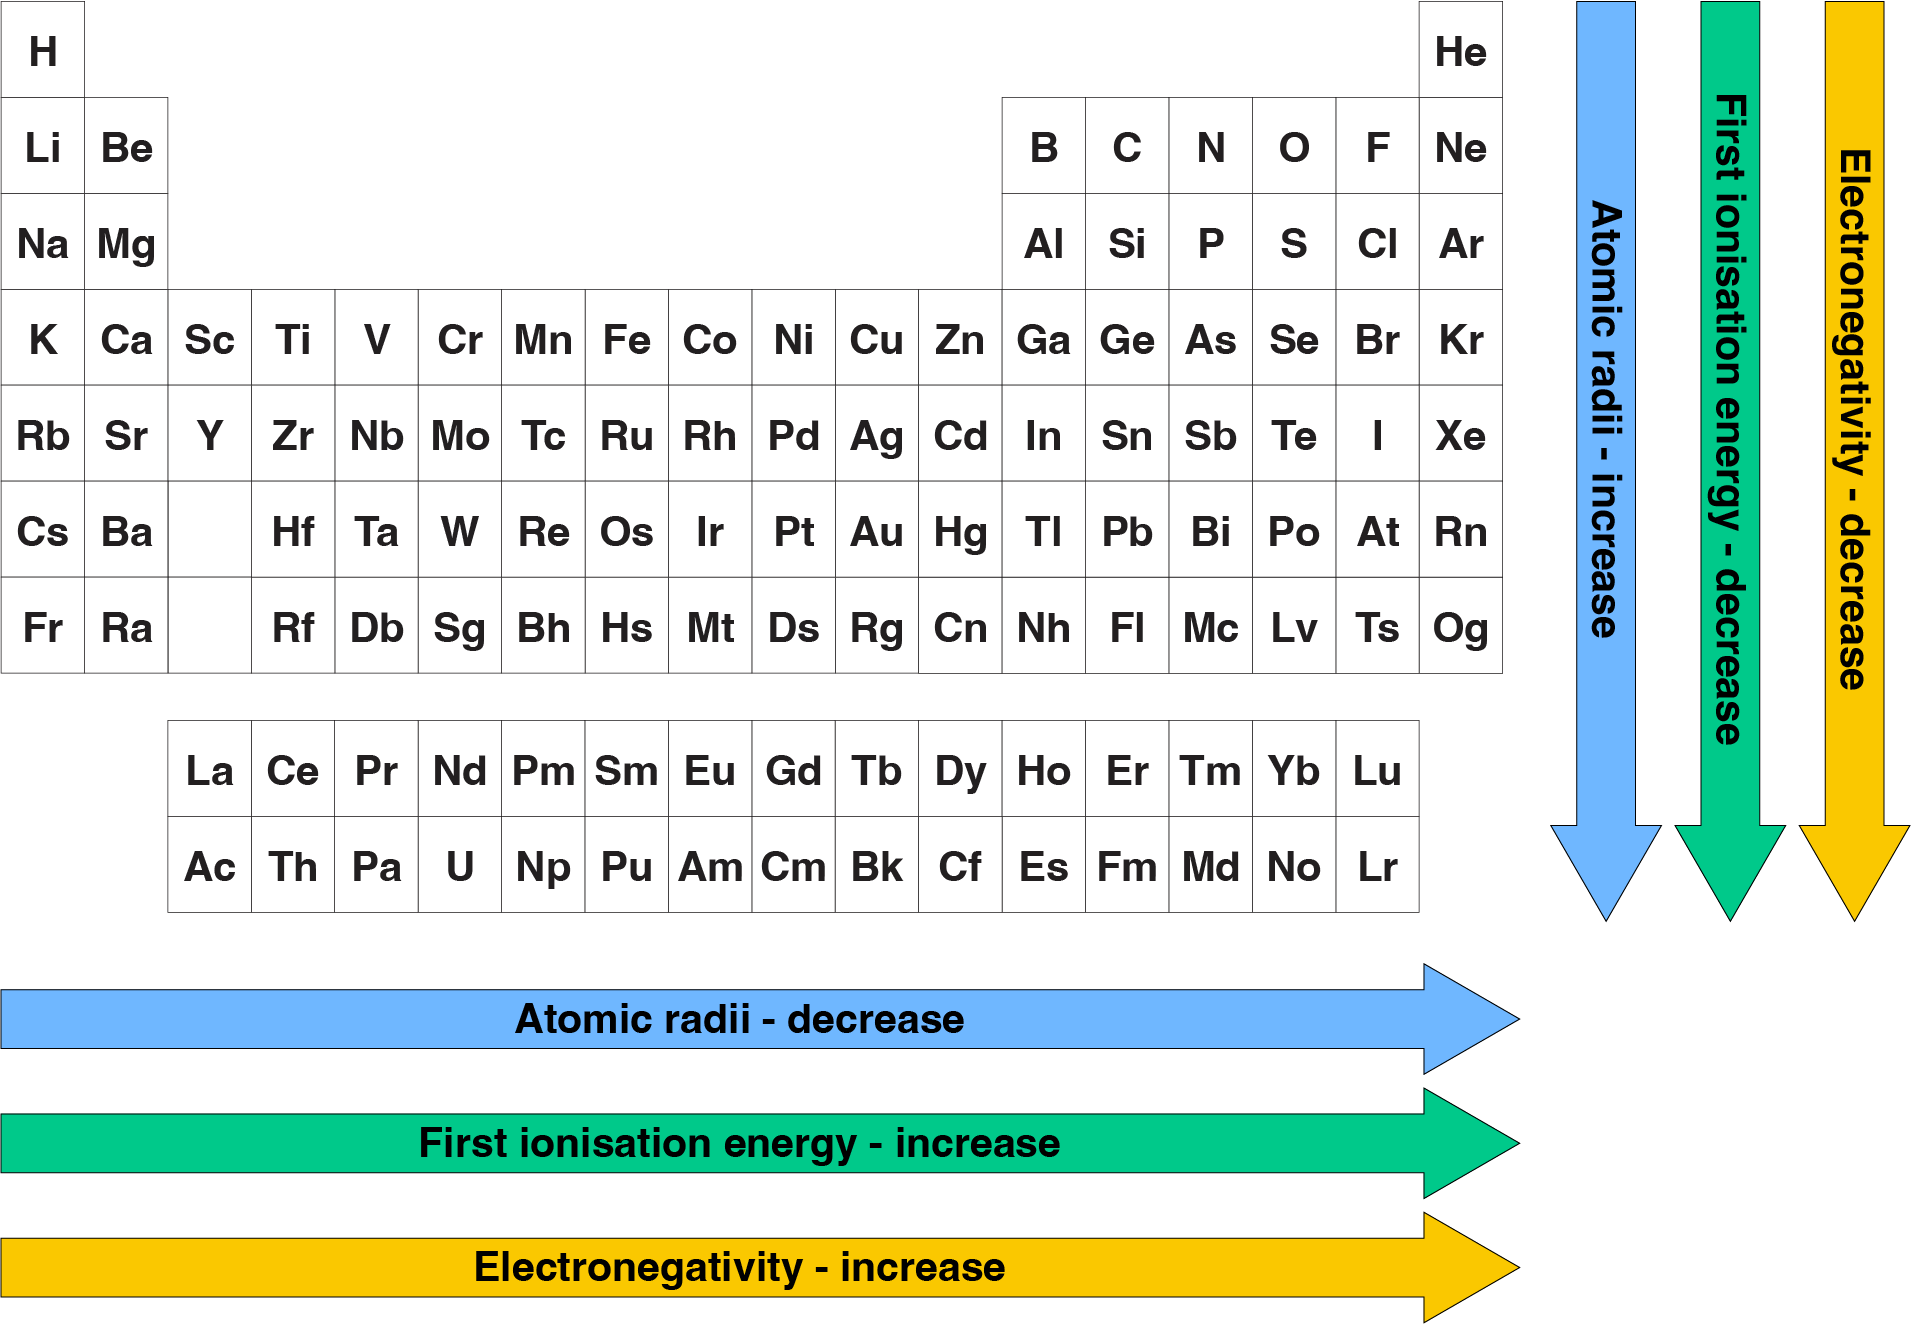 H He
Li Be B C N O F Ne
Na Mg Al Si P S Cl Ar
K Ca Sc Ti V Cr Mn Fe Co Ni Cu Zn Ga Ge As Se Br Kr
Rb Sr Y Zr Nb Mo Tc Ru Rh Pd Ag Cd In Sn Sb Te I Xe
Cs Ba Hf Ta W Re Os Ir Pt Au Hg Tl Pb Bi Po At Rn
Fr Ra Rf Db Sg Bh Hs Mt Ds Rg Cn Nh Fl Mc Lv Ts Og
La Ce Pr Nd Pm Sm Eu Gd Tb Dy Ho Er Tm Yb Lu
Ac Th Pa U Np Pu Am Cm Bk Cf Es Fm Md No Lr
Atomic radii - increase
First ionisation energy - decrease
Electronegativity - decrease
Atomic radii - decrease
First ionisation energy - increase
Electronegativity - increase